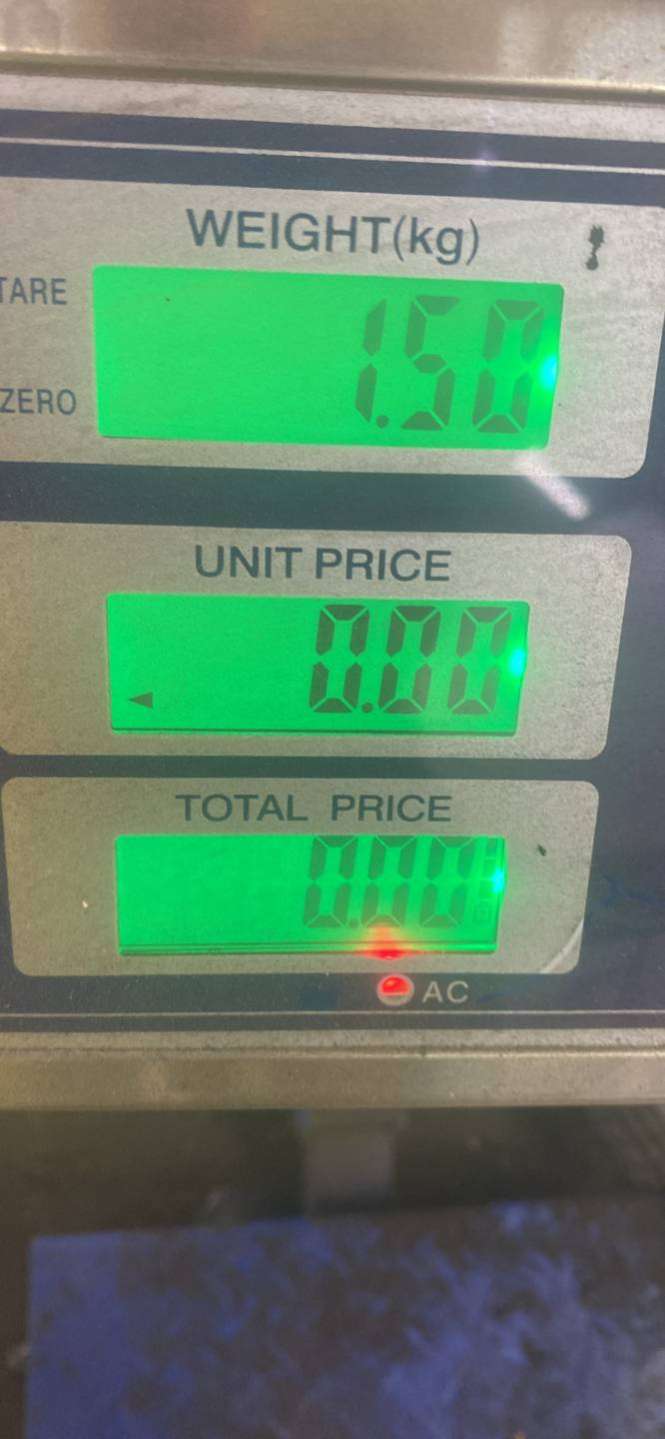 WEIGHT(kg)
TARE
1.50
ZERO
UNIT PRICE
0.00
TOTAL PRICE
0.00
AC